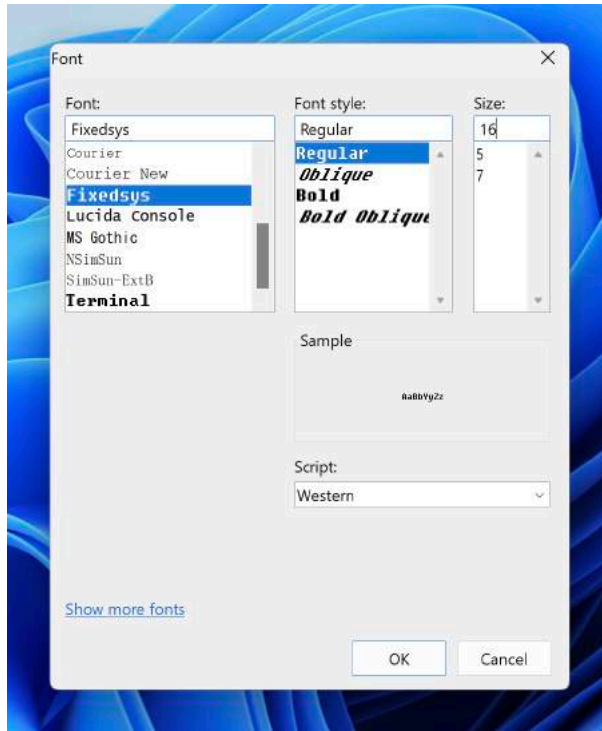 Font
Font:
Fixedsys
Courier
Courier New
Fixedsys
Lucida Console
MS Gothic
NSimSun
SimSun-ExtB
Terminal
Font style:
Regular
Regular
Oblique
Bold
Bold Oblique
Size:
16
5
7
Sample
AaBbYyZz
Script:
Western
Show more fonts
OK
Cancel